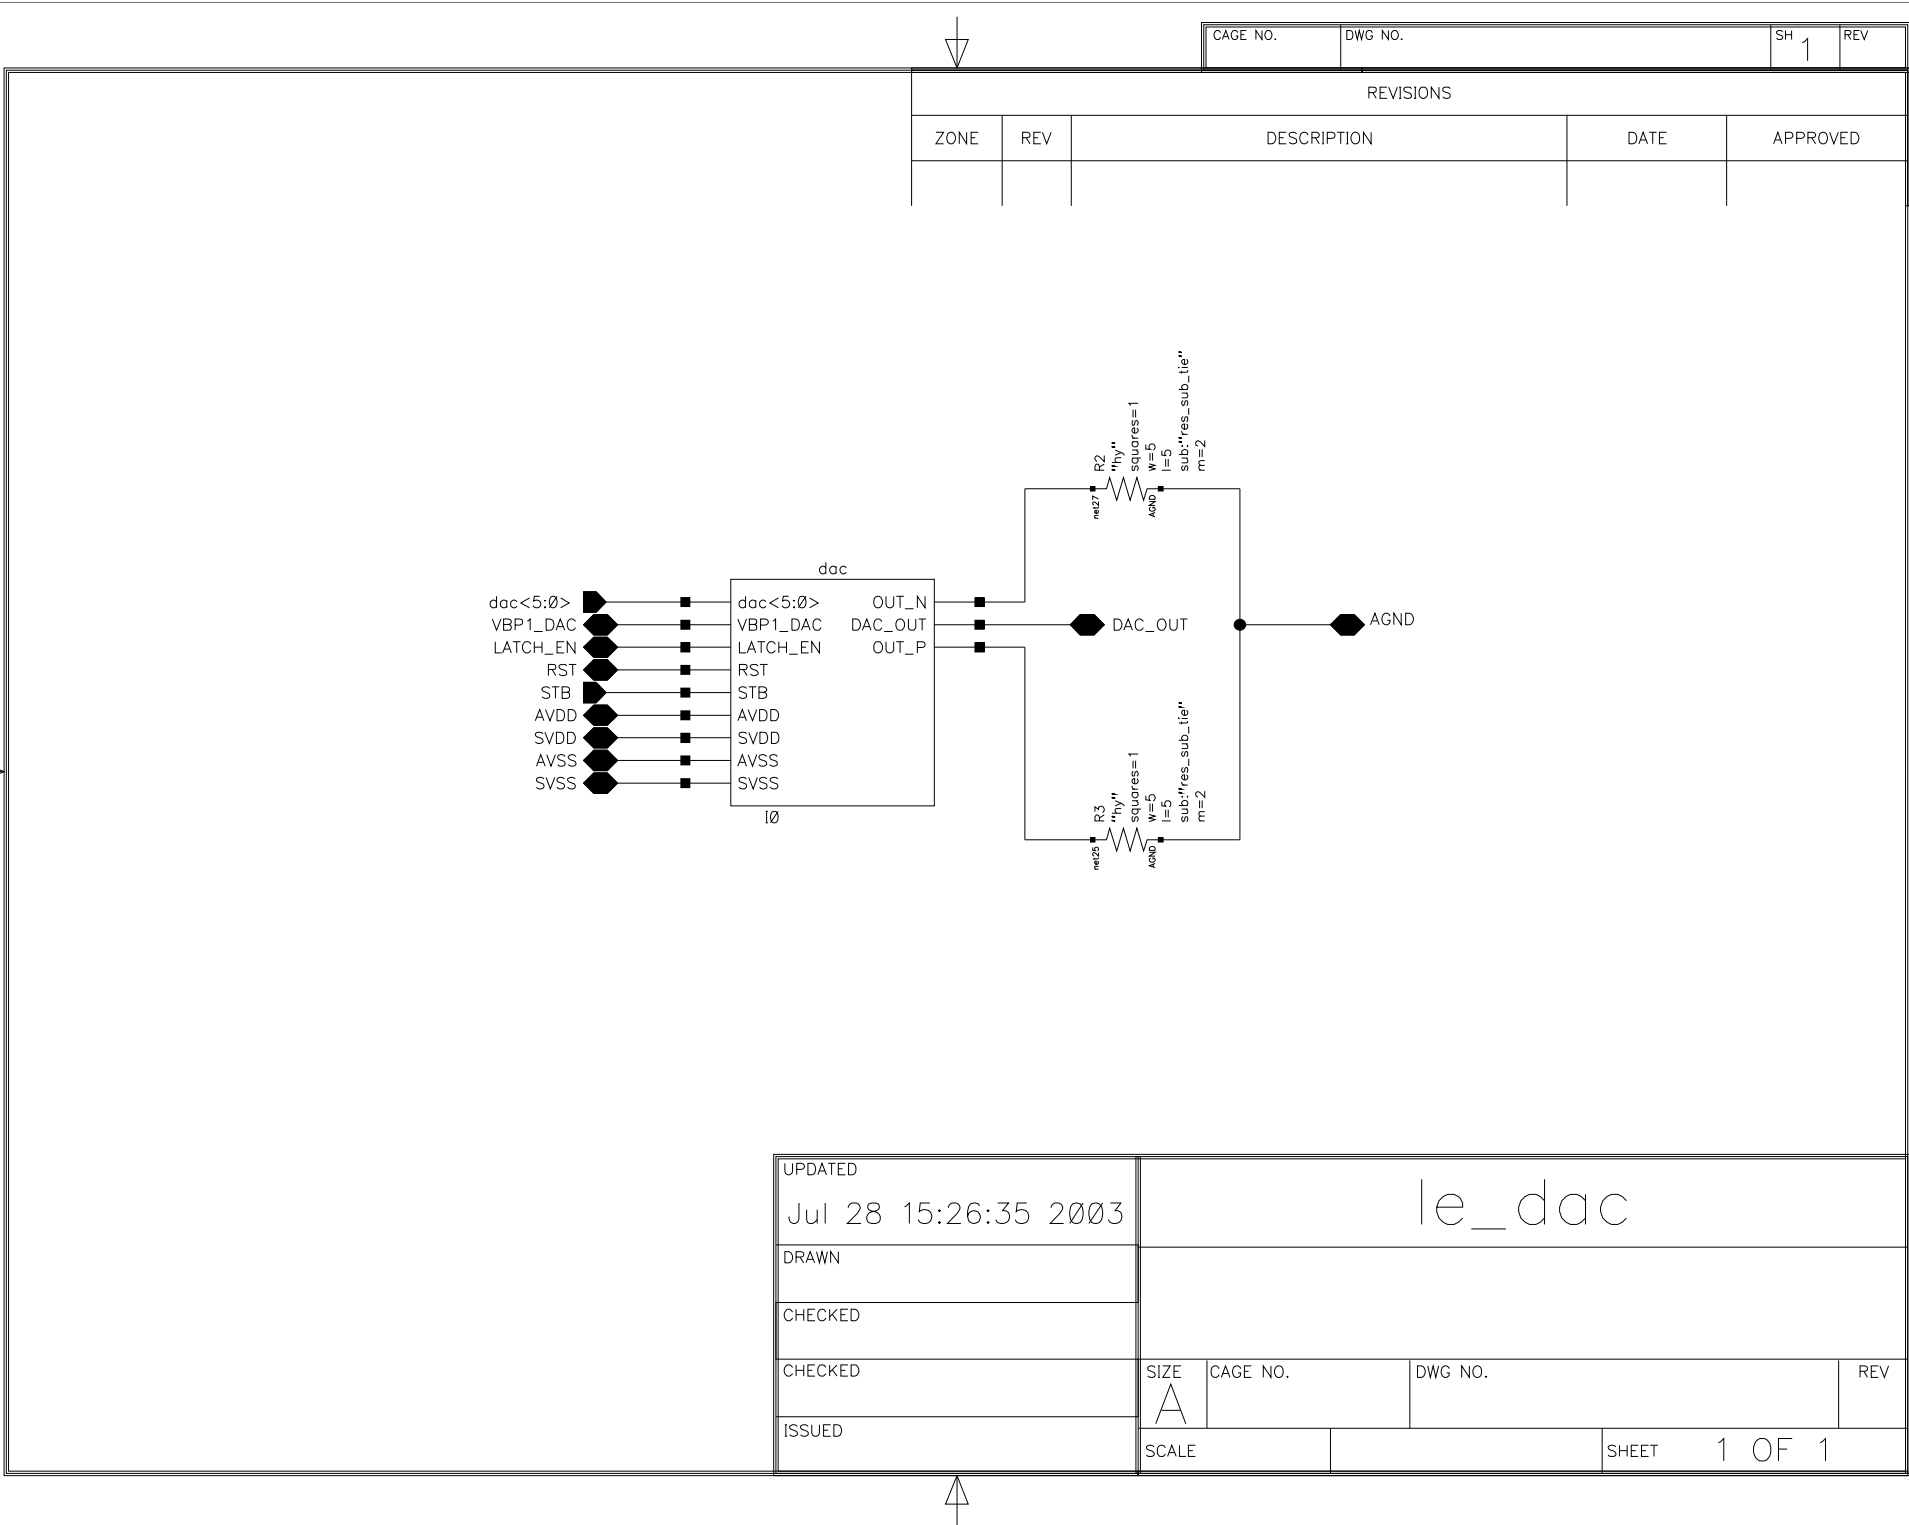 CAGE NO. DWG NO. SH 1 REV
REVISIONS
ZONE REV DESCRIPTION DATE APPROVED
R2
"hy"
squares=1
w=5
l=5
sub:"res_sub_tie"
m=2
net27 AGND
dac
dac<5:0> dac<5:0> OUT_N
VBP1_DAC VBP1_DAC DAC_OUT DAC_OUT AGND
LATCH_EN LATCH_EN OUT_P
RST RST
STB STB
AVDD AVDD
SVDD SVDD
AVSS AVSS
SVSS SVSS
I0
R3
"hy"
squares=1
w=5
l=5
sub:"res_sub_tie"
m=2
net25 AGND
UPDATED
Jul 28 15:26:35 2003
le_dac
DRAWN
CHECKED
CHECKED
ISSUED
SIZE CAGE NO. DWG NO. REV
A
SCALE SHEET 1 OF 1